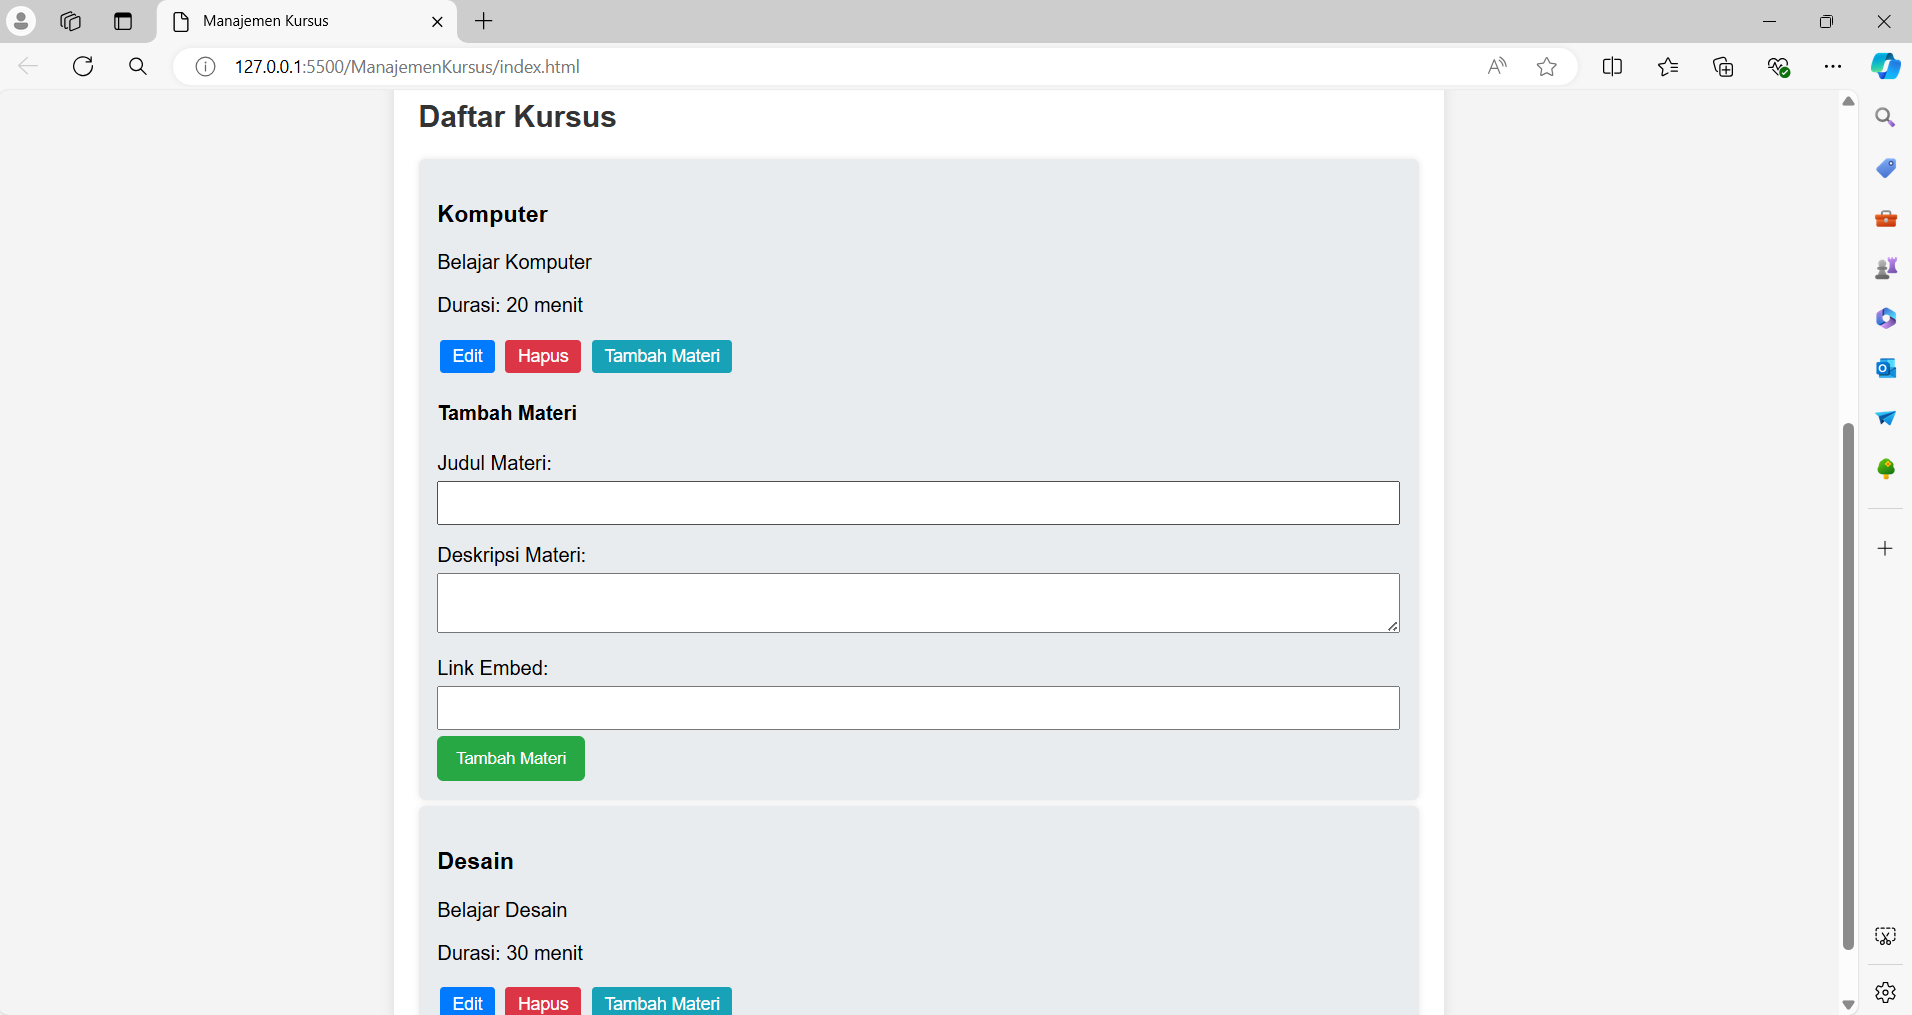 Manajemen Kursus
127.0.0.1:5500/ManajemenKursus/index.html
Daftar Kursus
Komputer
Belajar Komputer
Durasi: 20 menit
Edit Hapus Tambah Materi
Tambah Materi
Judul Materi:
Deskripsi Materi:
Link Embed:
Tambah Materi
Desain
Belajar Desain
Durasi: 30 menit
Edit Hapus Tambah Materi